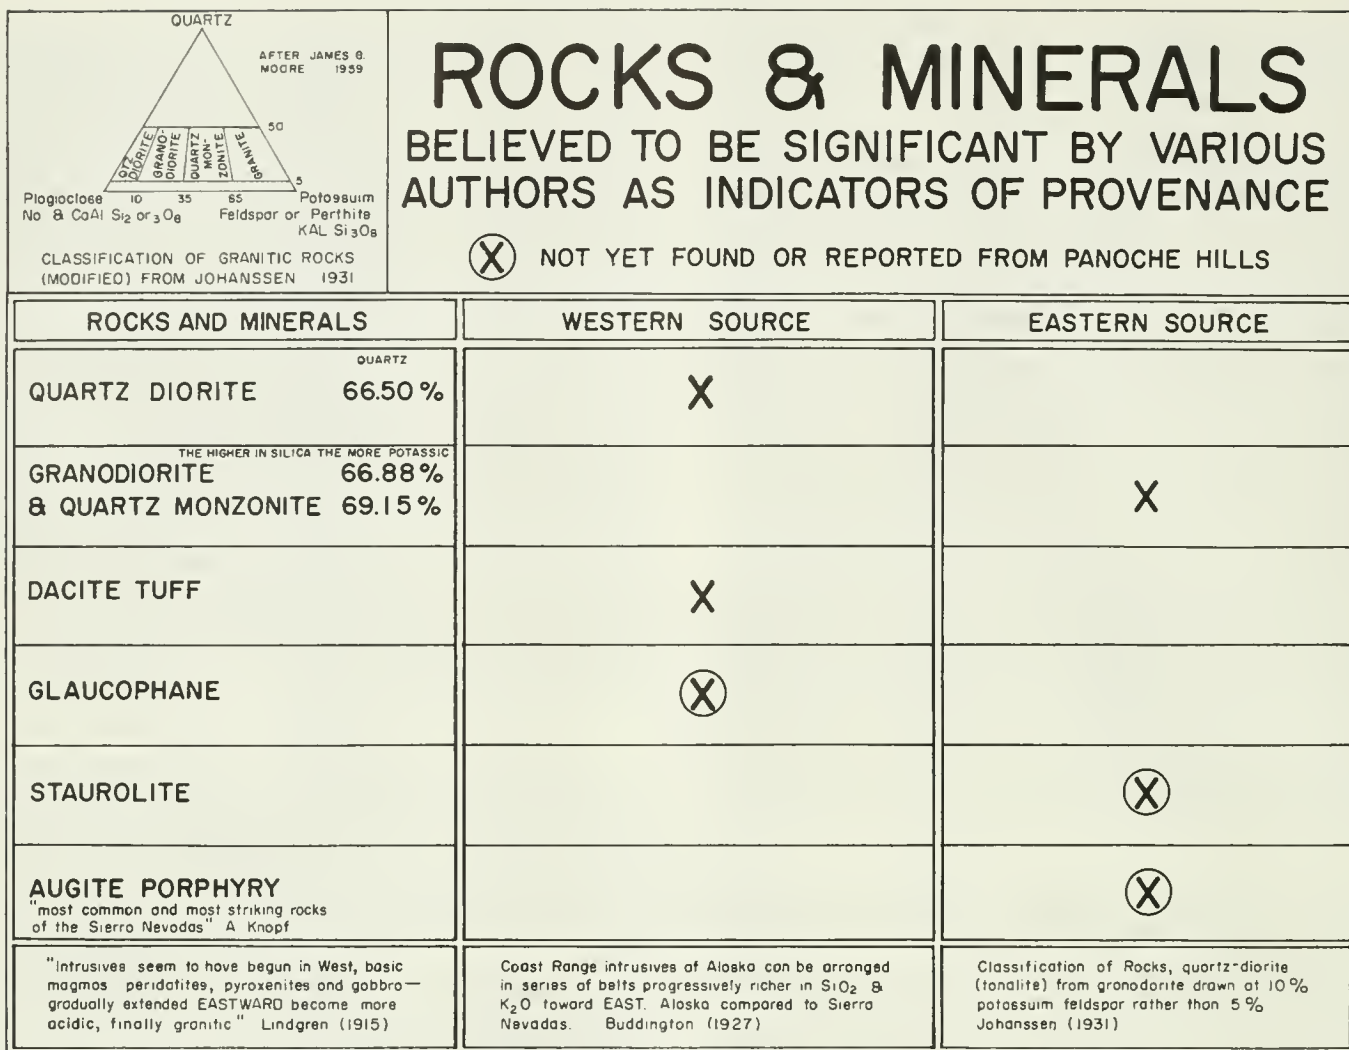 QUARTZ
AFTER JAMES G.
MOORE 1959
50
QTZ DIORITE
GRANO-DIORITE
QUARTZ MON-ZONITE
GRANITE
5
Plagioclase 10 35 65 Potassium
Na & CaAl Si2 or 3O8 Feldspar or Perthite
KAL Si3O8
CLASSIFICATION OF GRANITIC ROCKS
(MODIFIED) FROM JOHANSSEN 1931
ROCKS & MINERALS
BELIEVED TO BE SIGNIFICANT BY VARIOUS
AUTHORS AS INDICATORS OF PROVENANCE
X NOT YET FOUND OR REPORTED FROM PANOCHE HILLS
ROCKS AND MINERALS WESTERN SOURCE EASTERN SOURCE
QUARTZ
QUARTZ DIORITE 66.50% X
THE HIGHER IN SILICA THE MORE POTASSIC
GRANODIORITE 66.88%
& QUARTZ MONZONITE 69.15% X
DACITE TUFF X
GLAUCOPHANE X
STAUROLITE X
AUGITE PORPHYRY X
"most common and most striking rocks
of the Sierra Nevadas" A Knopf
"Intrusives seem to have begun in West, basic
magmas peridatites, pyroxenites and gabbro—
gradually extended EASTWARD become more
acidic, finally granitic" Lindgren (1915)
Coast Range intrusives of Alaska can be arranged
in series of belts progressively richer in SiO2 &
K2O toward EAST. Alaska compared to Sierra
Nevadas. Buddington (1927)
Classification of Rocks, quartz-diorite
(tonalite) from granodorite drawn at 10%
potassuim feldspar rather than 5%
Johanssen (1931)